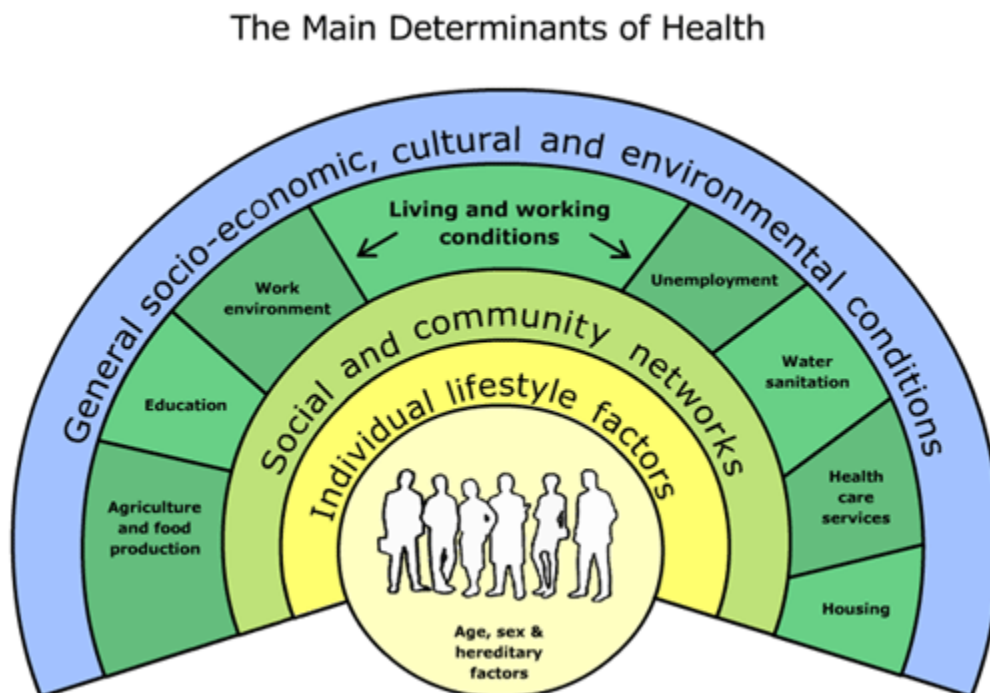 The Main Determinants of Health
General socio-economic, cultural and environmental conditions
Living and working
conditions
Work
environment
Unemployment
Education
Water
sanitation
Agriculture
and food
production
Health
care
services
Housing
Social and community networks
Individual lifestyle factors
Age, sex &
hereditary
factors